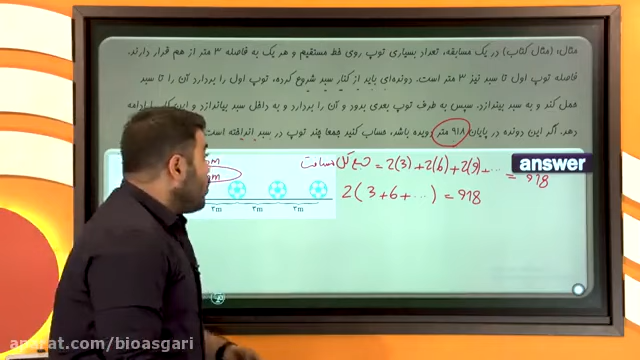 مثال: (مثال کتاب) در یک مسابقه، تعداد بسیاری توپ روی خط مستقیم و هر یک به فاصله ۳ متر از هم قرار دارند.
فاصله توپ اول تا سبد نیز ۳ متر است. دونده‌ای باید از کنار سبد شروع کرده، توپ اول را بردارد آن را تا سبد
حمل کند و به سبد بیندازد. سپس به طرف توپ بعدی بدود و آن را بردارد و به داخل سبد بیاندازد و این کار را ادامه
دهد. اگر این دونده در پایان ۹۱۸ متر دویده باشد، حساب کنید جمعا چند توپ در سبد انداخته است
جمع کل مسافت = 2(3) + 2(6) + 2(9) + ... = 918
answer
2(3+6+...) = 918
۳m ۳m ۳m
aparat.com/bioasgari